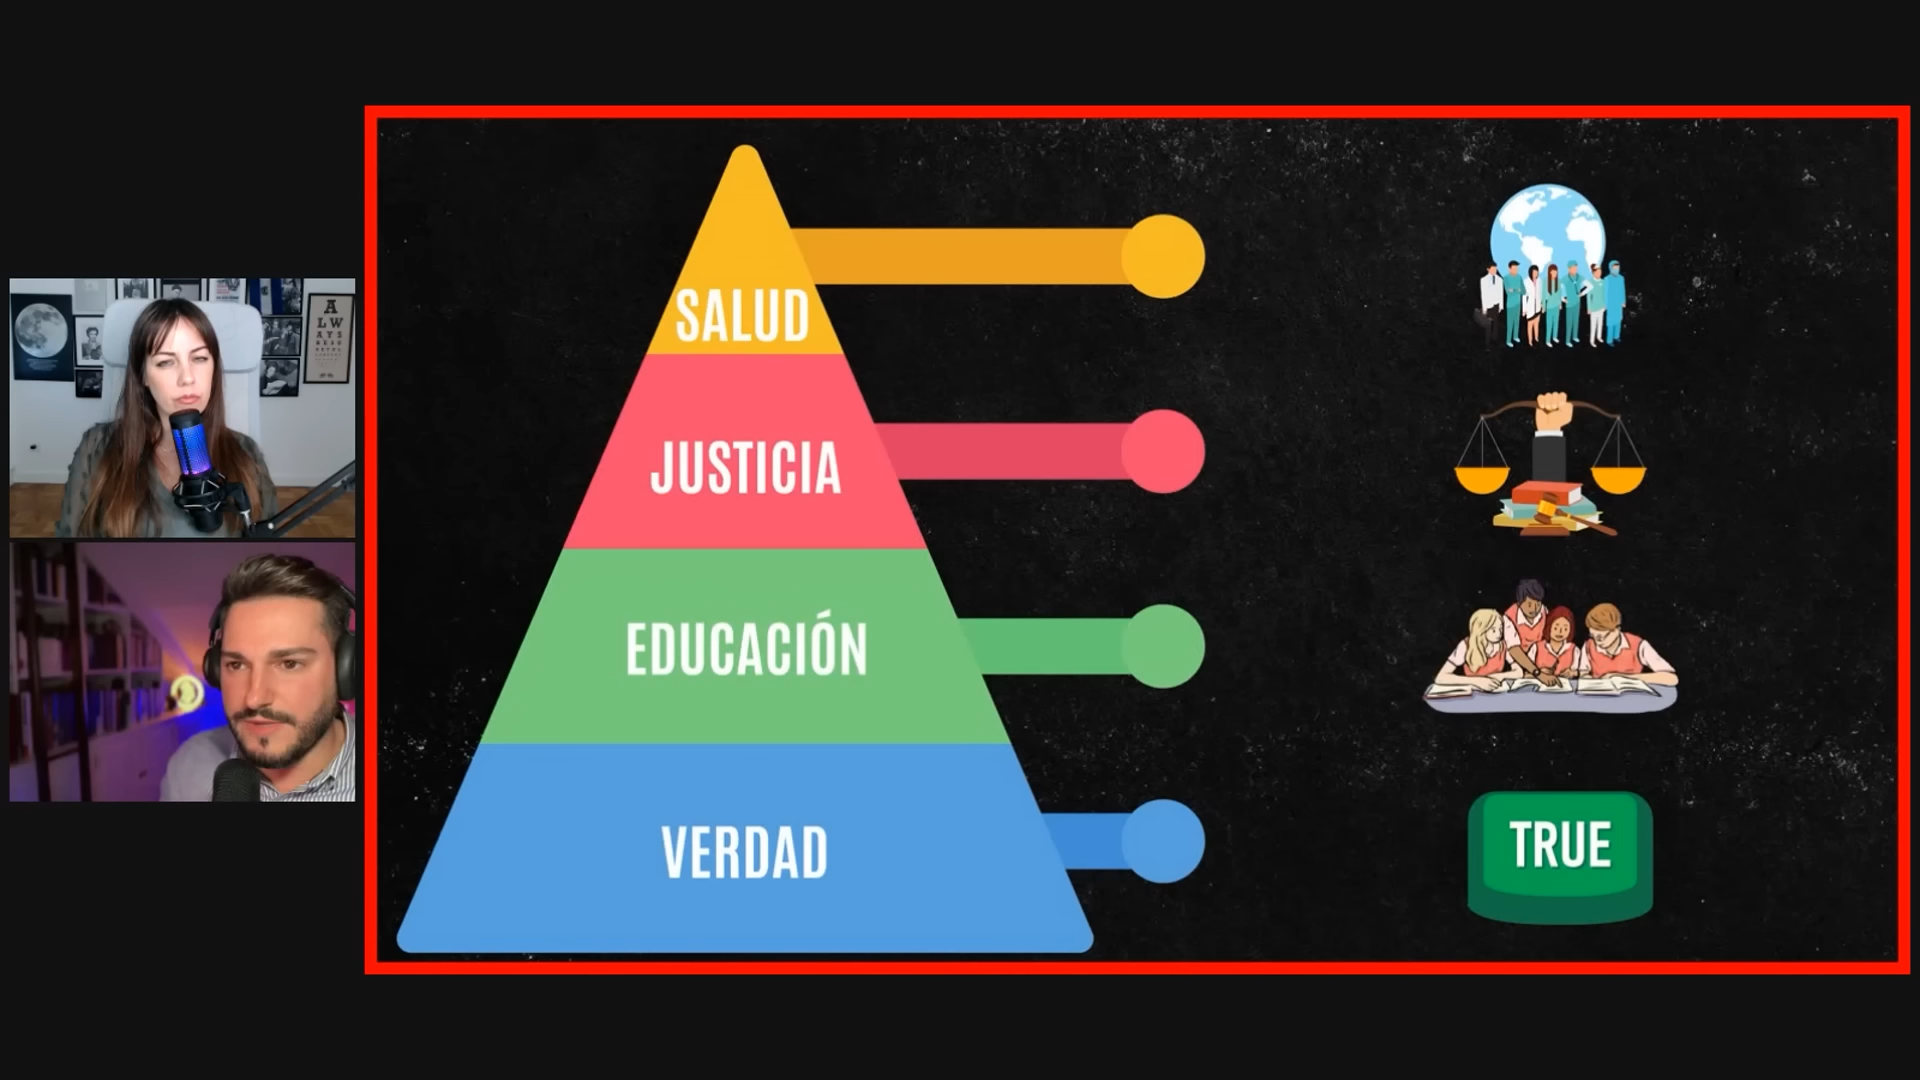 SALUD
JUSTICIA
EDUCACIÓN
VERDAD
TRUE
A
L W
A Y S